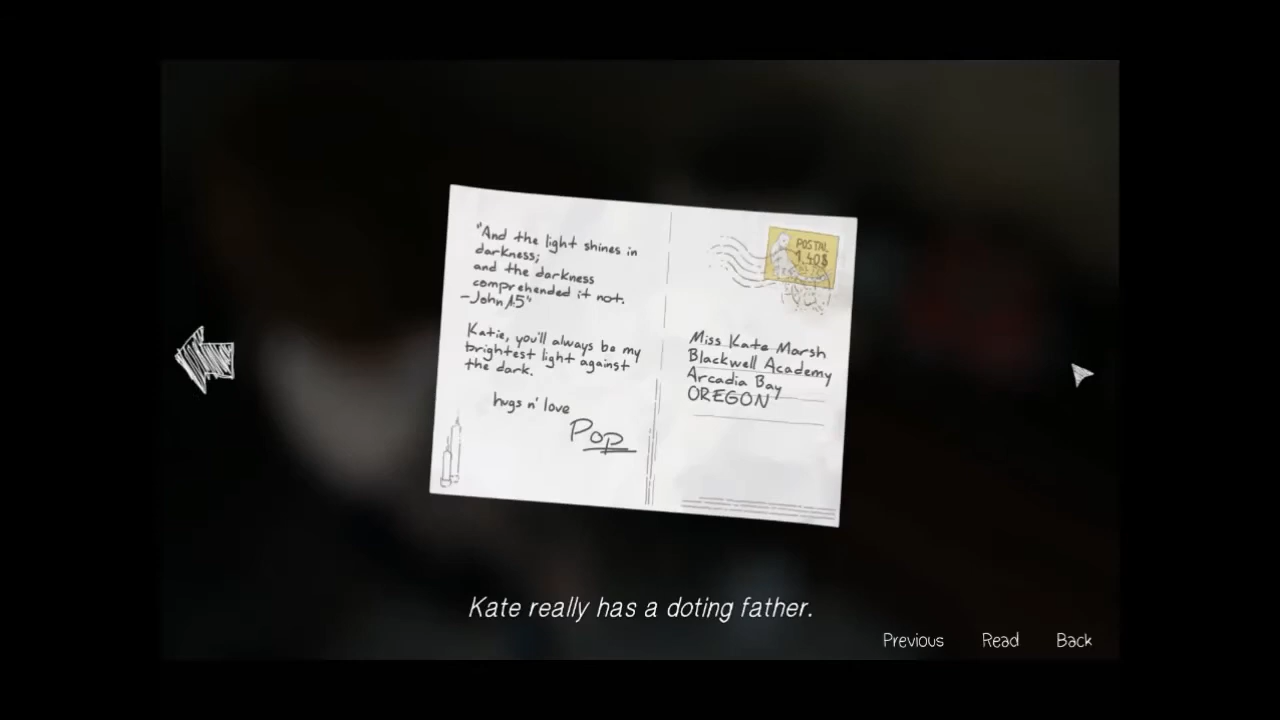 "And the light shines in
darkness;
and the darkness
comprehended it not.
-John 1:5"
Katie, you'll always be my
brightest light against
the dark.
hugs n' love
Pop
POSTAL
1.40$
Miss Kate Marsh
Blackwell Academy
Arcadia Bay
OREGON
Kate really has a doting father.
Previous
Read
Back